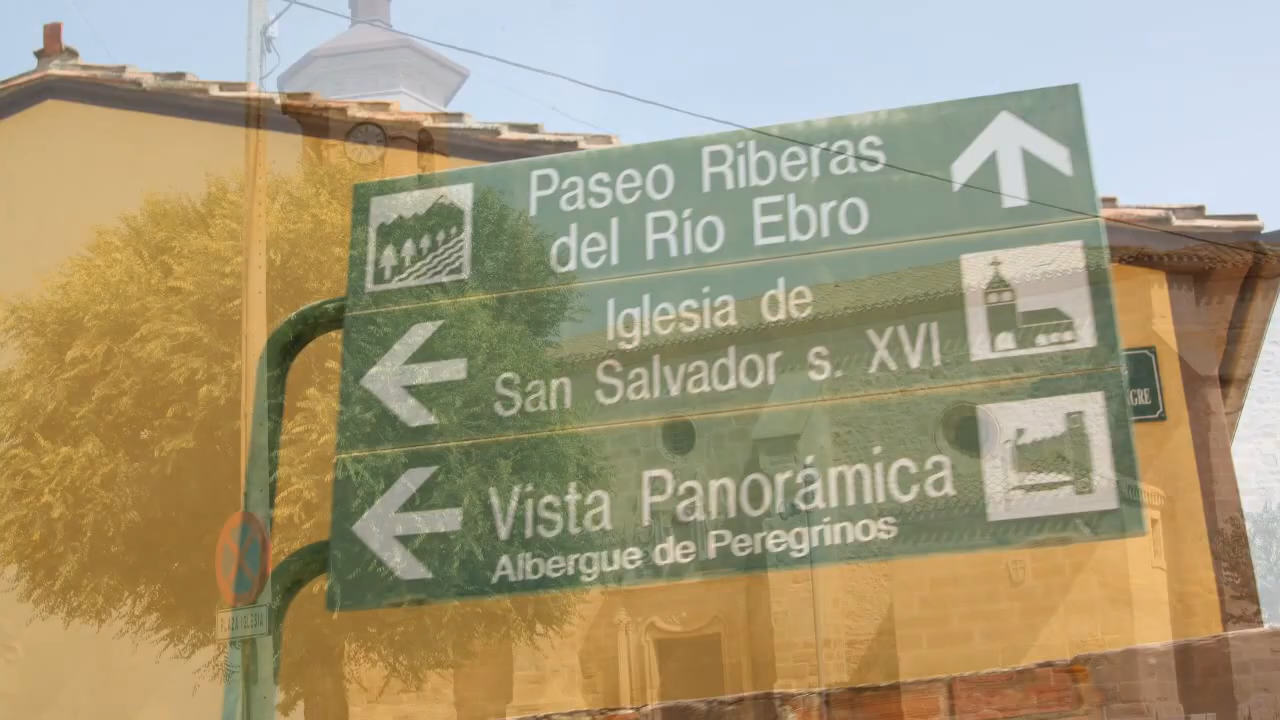 Paseo Riberas
del Río Ebro
Iglesia de
San Salvador s. XVI
Vista Panorámica
Albergue de Peregrinos
PLAZA IGLESIA